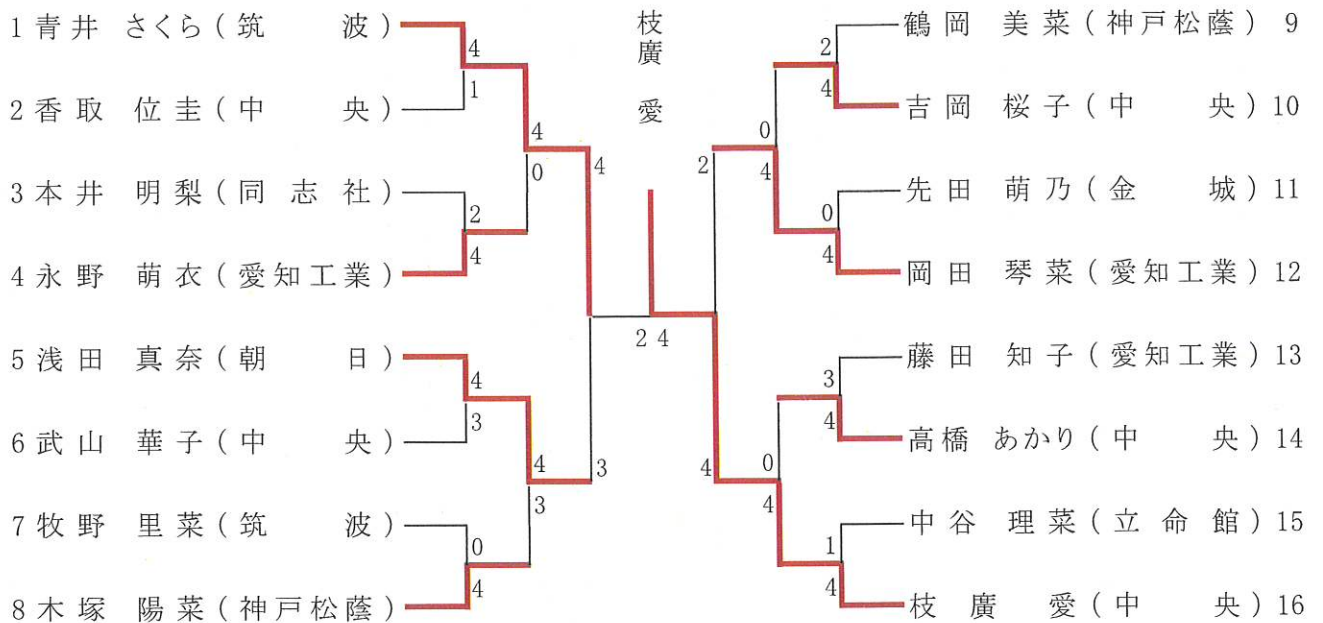 枝廣 愛
1 青井 さくら（筑 波）
4
1
2 香取 位圭（中 央）
4
0
3 本井 明梨（同 志 社）
2
4
4 永野 萌衣（愛知工業）
4
5 浅田 真奈（朝 日）
4
3
6 武山 華子（中 央）
4
3
7 牧野 里菜（筑 波）
0
4
8 木塚 陽菜（神戸松蔭）
3
2 4
鶴岡 美菜（神戸松蔭）9
2
4
吉岡 桜子（中 央）10
0
4
先田 萌乃（金 城）11
0
4
岡田 琴菜（愛知工業）12
2
藤田 知子（愛知工業）13
3
4
高橋 あかり（中 央）14
0
4
中谷 理菜（立 命 館）15
1
4
枝廣 愛（中 央）16
4